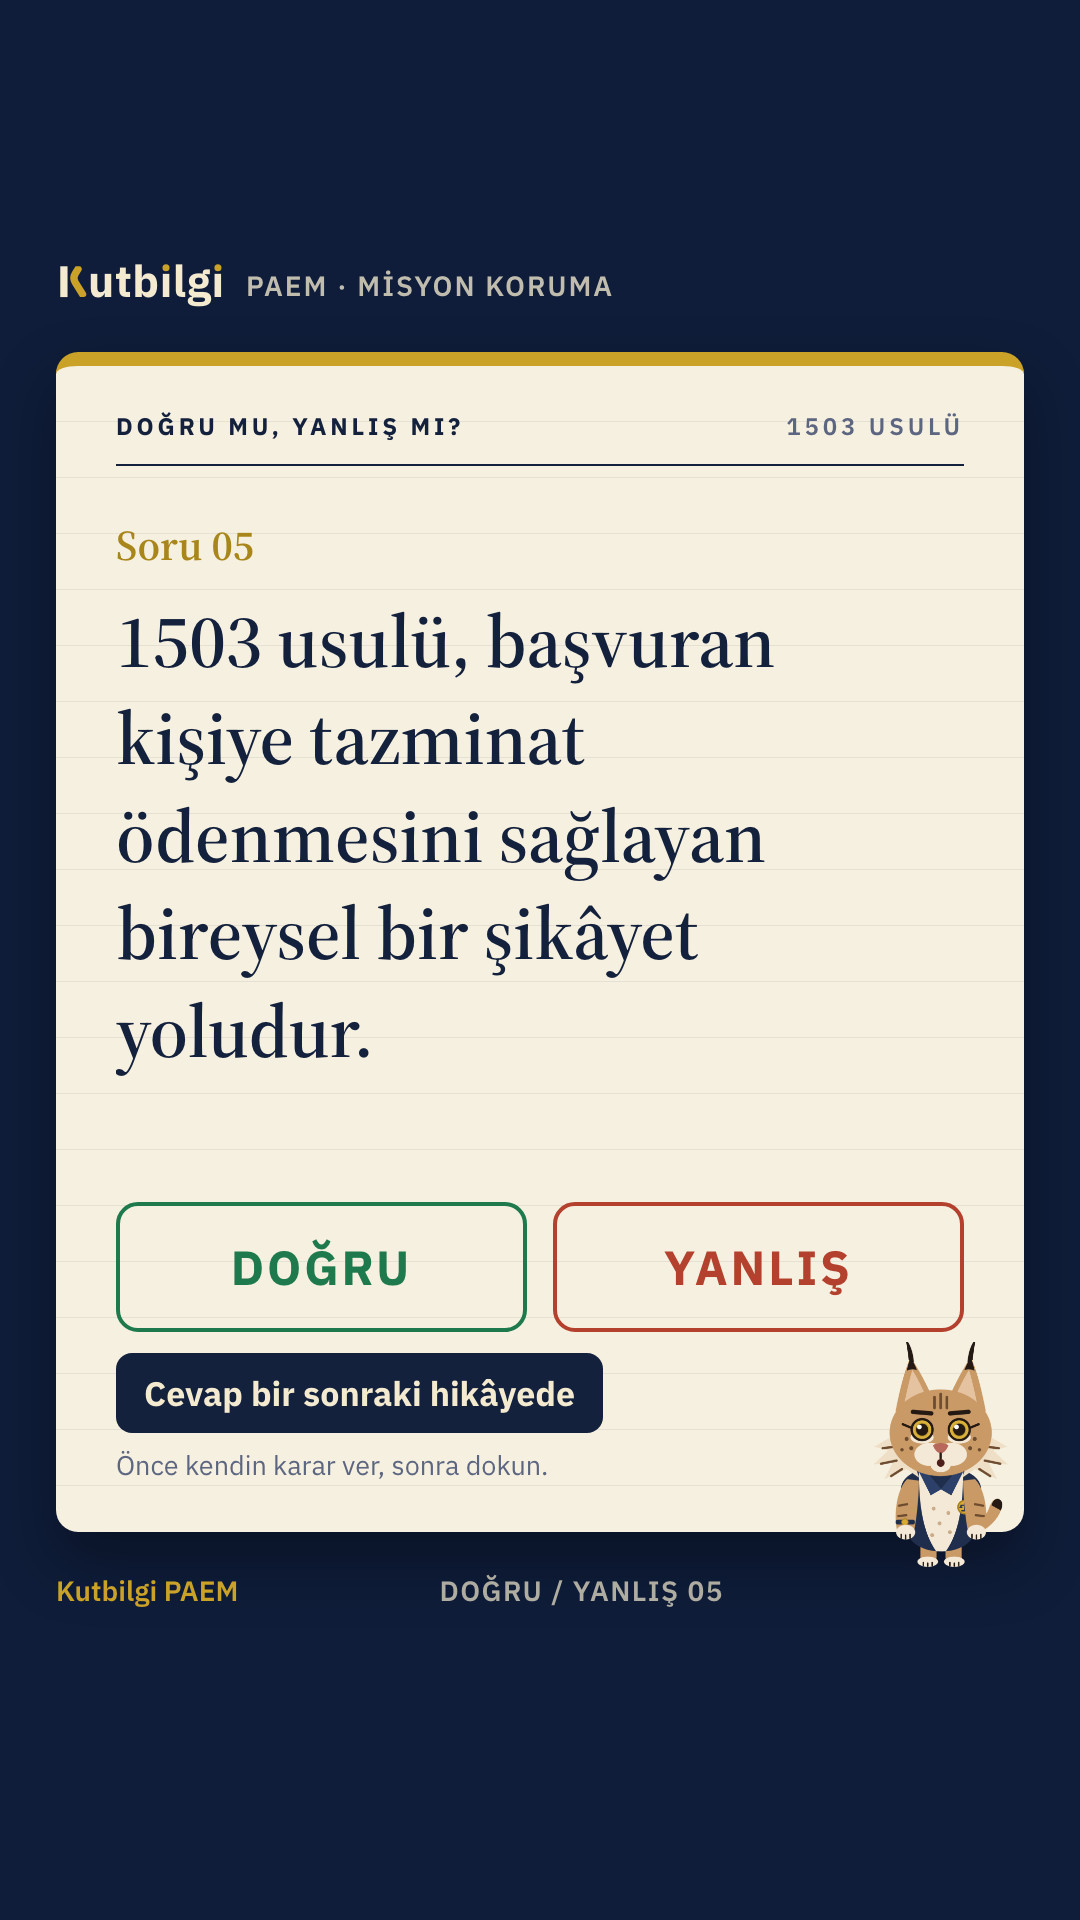 Kutbilgi PAEM · MİSYON KORUMA
DOĞRU MU, YANLIŞ MI? 1503 USULÜ
Soru 05
1503 usulü, başvuran
kişiye tazminat
ödenmesini sağlayan
bireysel bir şikâyet
yoludur.
DOĞRU YANLIŞ
Cevap bir sonraki hikâyede
Önce kendin karar ver, sonra dokun.
Kutbilgi PAEM DOĞRU / YANLIŞ 05